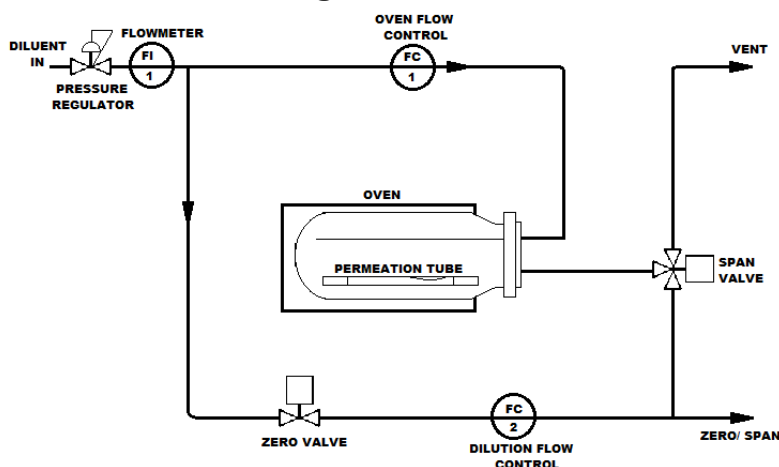 OVEN FLOW
CONTROL
FLOWMETER
DILUENT
IN
FI
1
FC
1
VENT
PRESSURE
REGULATOR
OVEN
PERMEATION TUBE
SPAN
VALVE
ZERO VALVE
FC
2
DILUTION FLOW
CONTROL
ZERO/ SPAN